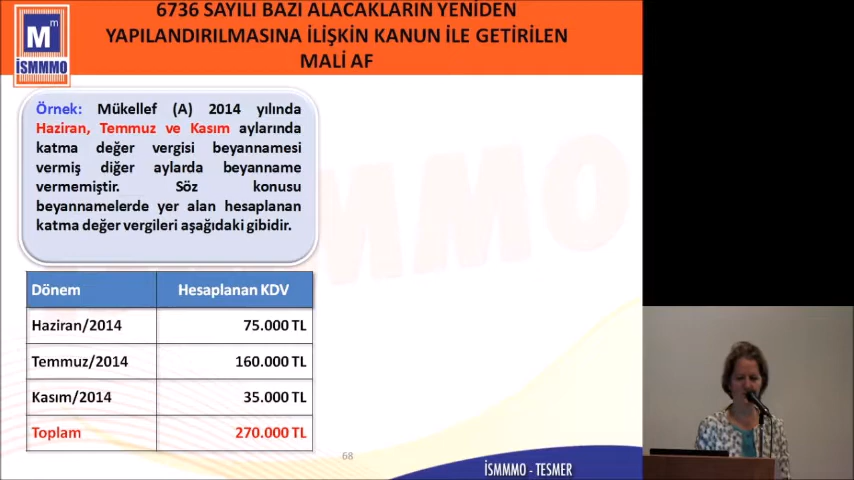 6736 SAYILI BAZI ALACAKLARIN YENİDEN
YAPILANDIRILMASINA İLİŞKİN KANUN İLE GETİRİLEN
MALİ AF
Mm
İSMMMO
Örnek: Mükellef (A) 2014 yılında
Haziran, Temmuz ve Kasım aylarında
katma değer vergisi beyannamesi
vermiş diğer aylarda beyanname
vermemiştir. Söz konusu
beyannamelerde yer alan hesaplanan
katma değer vergileri aşağıdaki gibidir.
Dönem Hesaplanan KDV
Haziran/2014 75.000 TL
Temmuz/2014 160.000 TL
Kasım/2014 35.000 TL
Toplam 270.000 TL
68
İSMMMO - TESMER